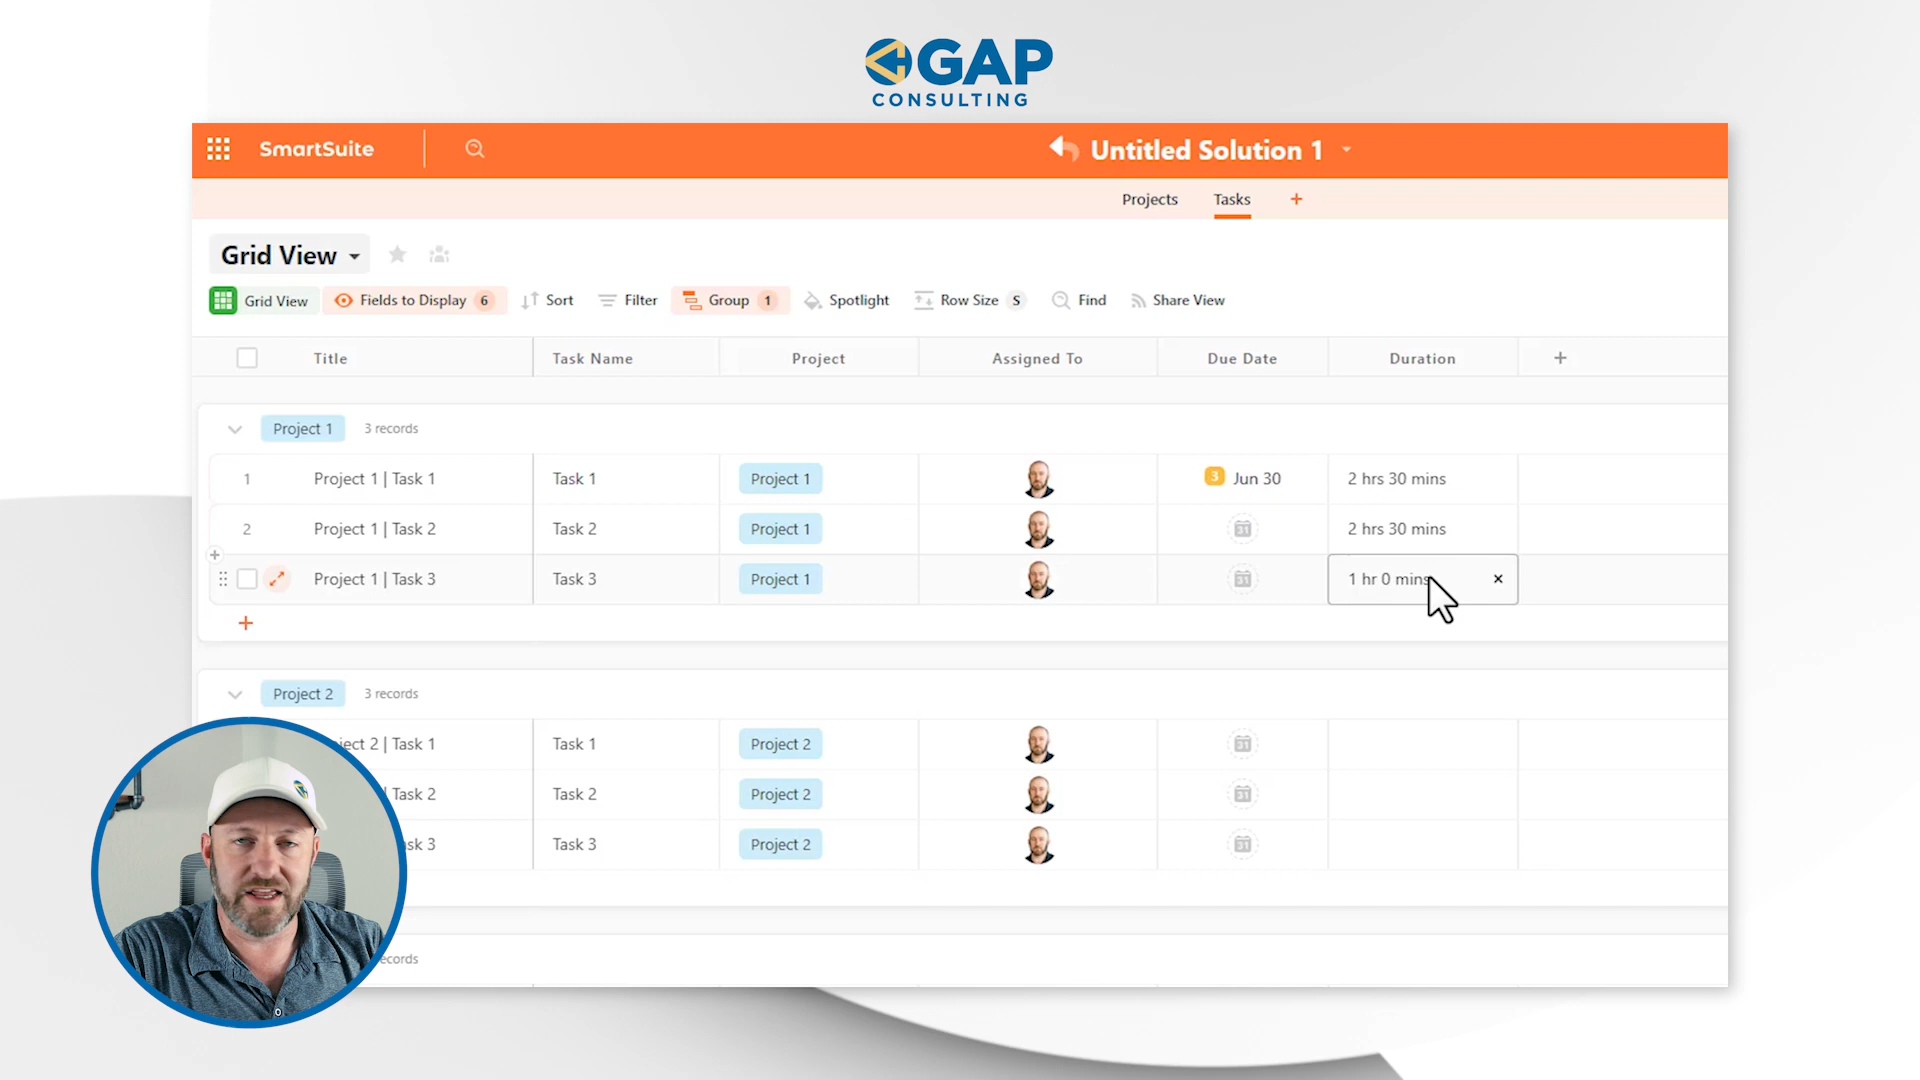 GAP
CONSULTING
SmartSuite
Untitled Solution 1
Projects Tasks +
Grid View
Grid View Fields to Display 6 Sort Filter Group 1 Spotlight Row Size S Find Share View
Title Task Name Project Assigned To Due Date Duration +
Project 1 3 records
1 Project 1 | Task 1 Task 1 Project 1 3 Jun 30 2 hrs 30 mins
2 Project 1 | Task 2 Task 2 Project 1 31 2 hrs 30 mins
Project 1 | Task 3 Task 3 Project 1 31 1 hr 0 mins ×
+
Project 2 3 records
ject 2 | Task 1 Task 1 Project 2 31
Task 2 Task 2 Project 2 31
sk 3 Task 3 Project 2 31
ecords